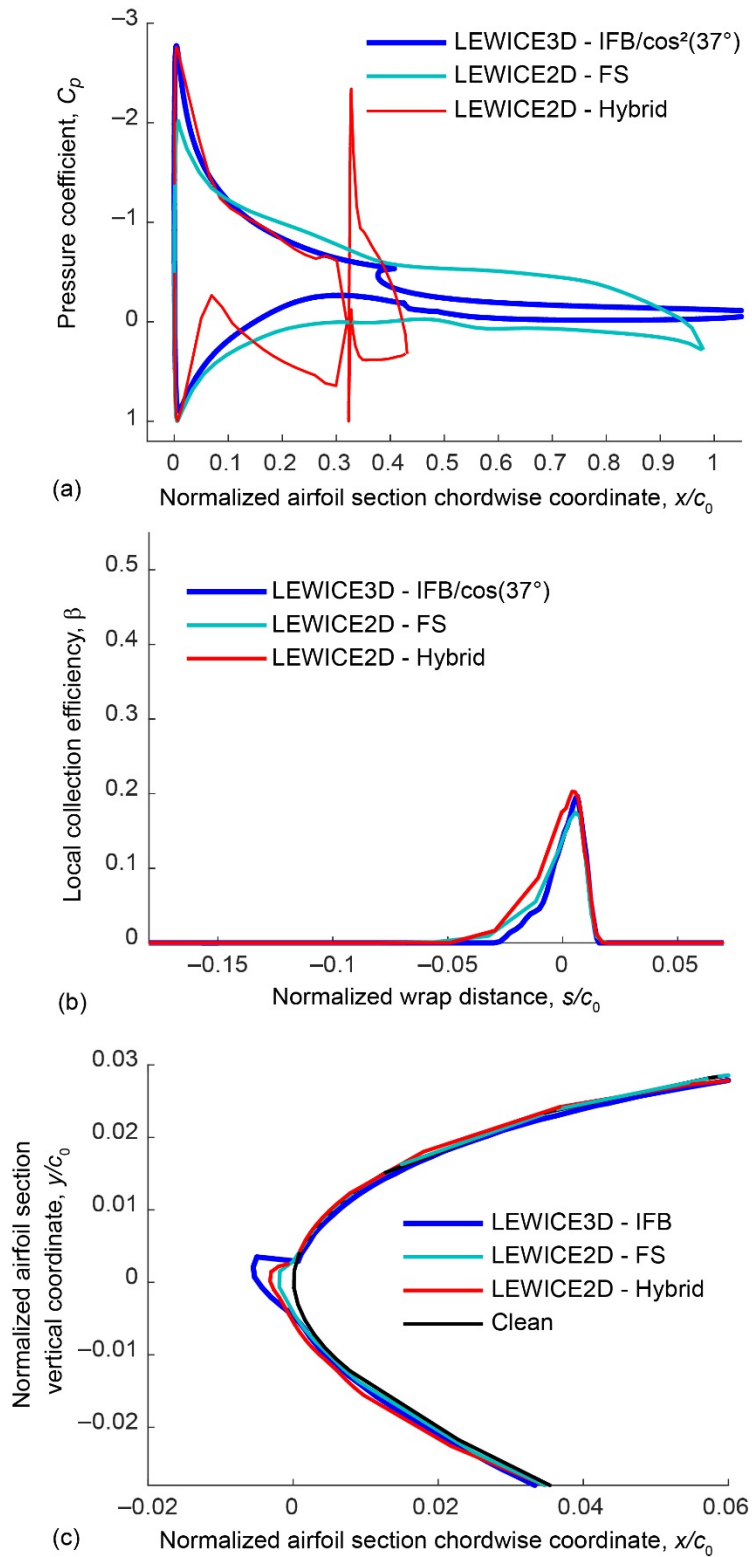 –3
–2
–1
0
1
Pressure coefficient, Cp
LEWICE3D - IFB/cos²(37°)
LEWICE2D - FS
LEWICE2D - Hybrid
0 0.1 0.2 0.3 0.4 0.5 0.6 0.7 0.8 0.9 1
(a)
Normalized airfoil section chordwise coordinate, x/c0
0.5
0.4
0.3
0.2
0.1
0
Local collection efficiency, β
LEWICE3D - IFB/cos(37°)
LEWICE2D - FS
LEWICE2D - Hybrid
–0.15 –0.1 –0.05 0 0.05
(b)
Normalized wrap distance, s/c0
0.03
0.02
0.01
0
–0.01
–0.02
Normalized airfoil section
vertical coordinate, y/c0
LEWICE3D - IFB
LEWICE2D - FS
LEWICE2D - Hybrid
Clean
–0.02 0 0.02 0.04 0.06
(c)
Normalized airfoil section chordwise coordinate, x/c0